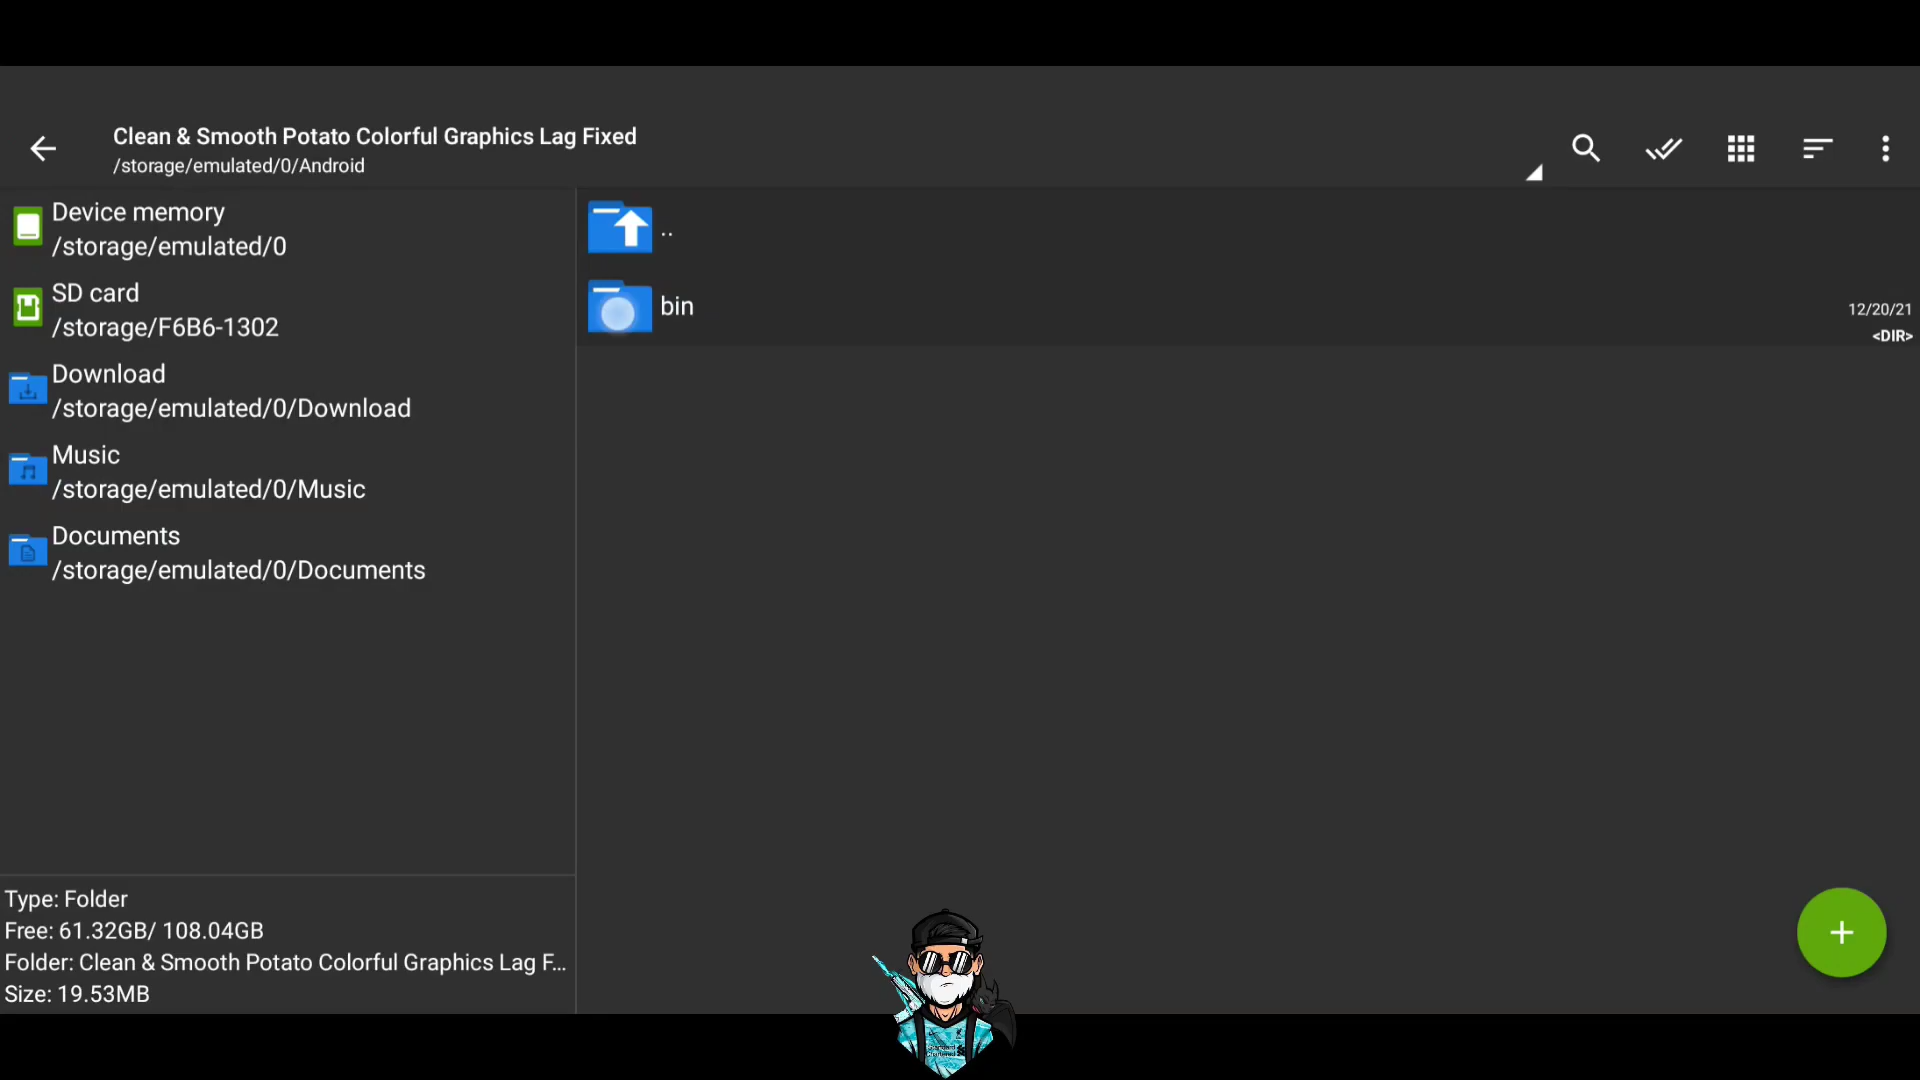 Clean & Smooth Potato Colorful Graphics Lag Fixed
/storage/emulated/0/Android
Device memory
/storage/emulated/0
SD card
/storage/F6B6-1302
Download
/storage/emulated/0/Download
Music
/storage/emulated/0/Music
Documents
/storage/emulated/0/Documents
..
bin
12/20/21
<DIR>
Type: Folder
Free: 61.32GB/ 108.04GB
Folder: Clean & Smooth Potato Colorful Graphics Lag F...
Size: 19.53MB